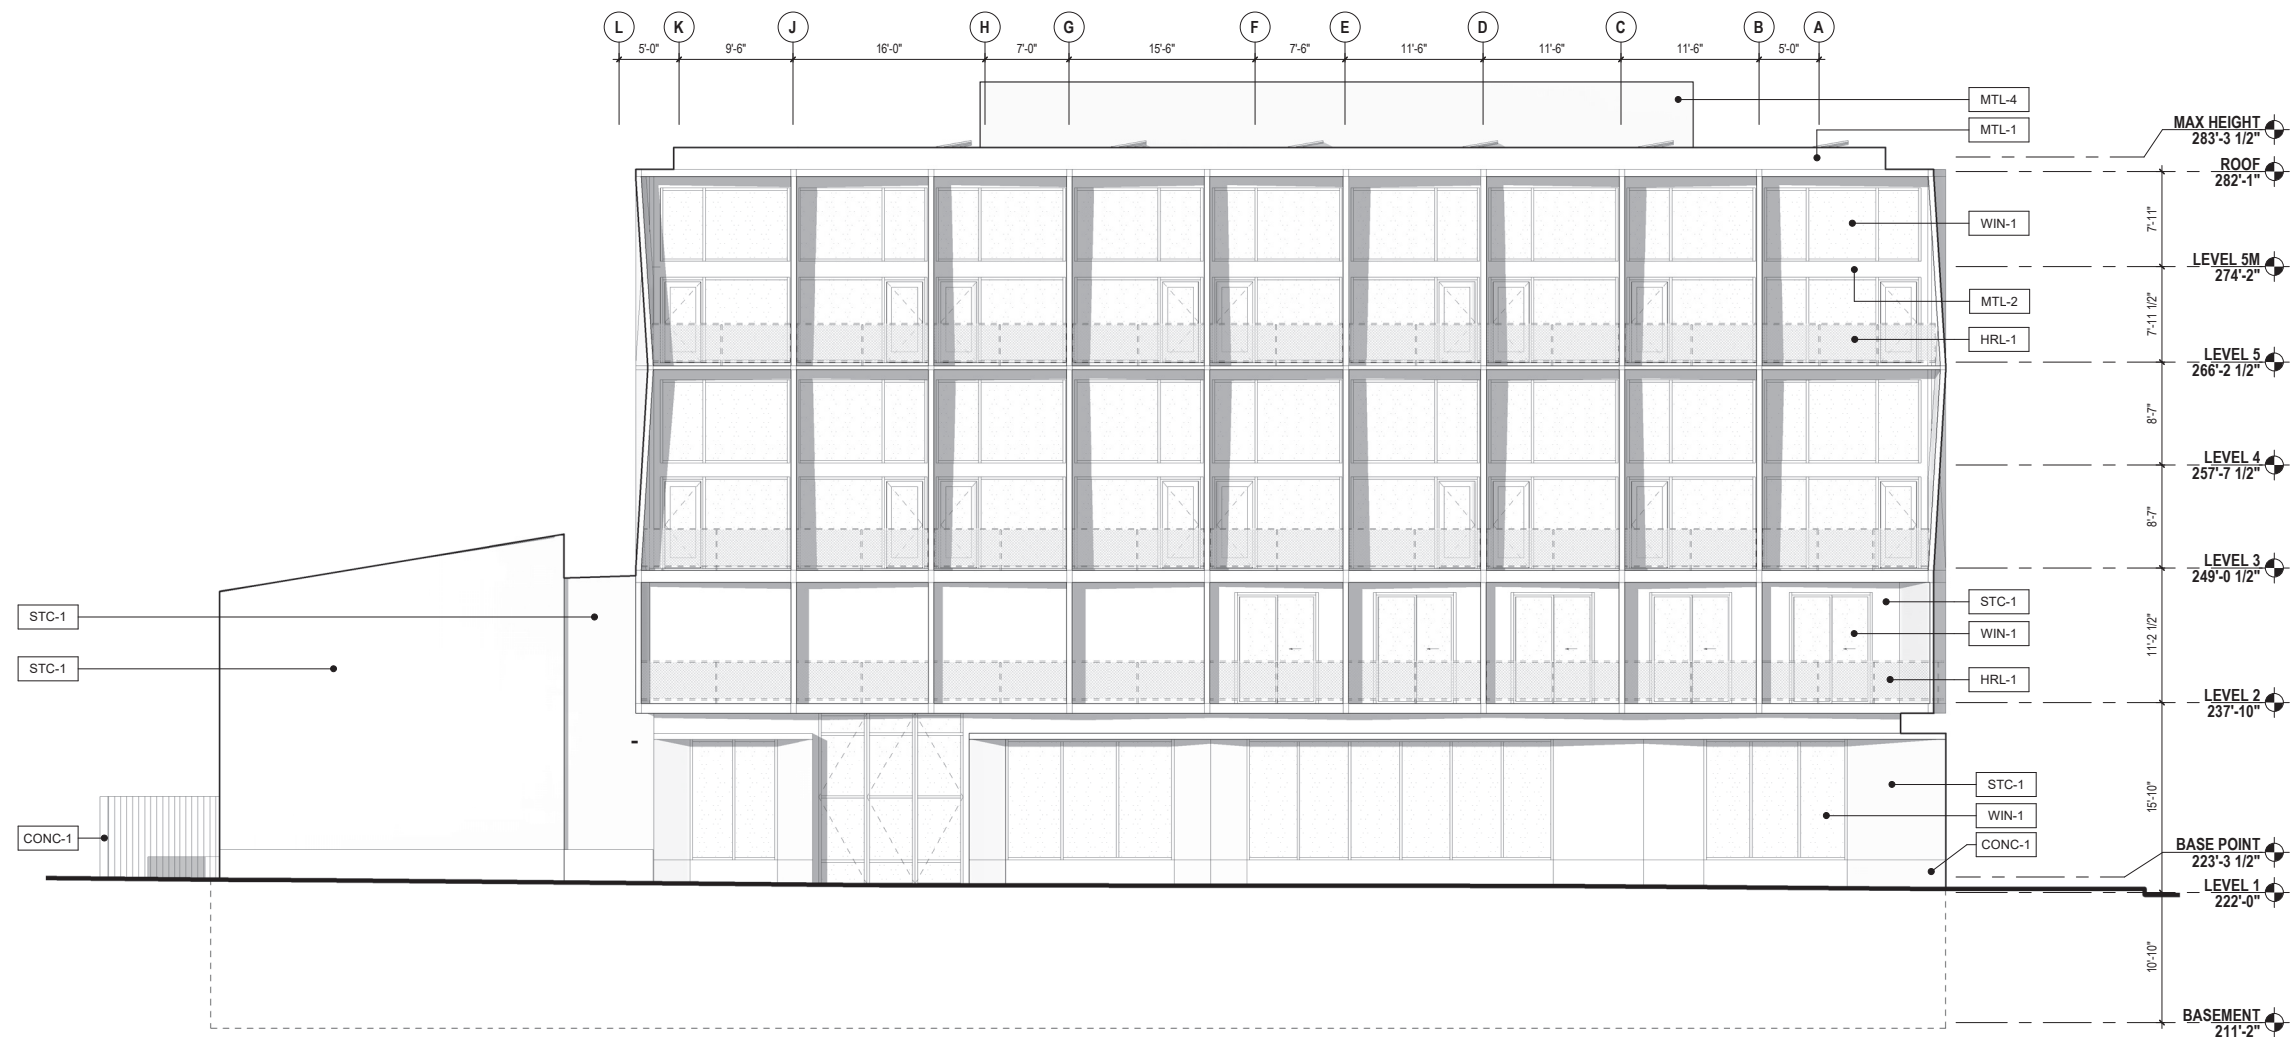 L K J H G F E D C B A
5'-0" 9'-6" 16'-0" 7'-0" 15'-6" 7'-6" 11'-6" 11'-6" 11'-6" 5'-0"
MTL-4
MTL-1
MAX HEIGHT
283'-3 1/2"
ROOF
282'-1"
WIN-1
7'-11"
LEVEL 5M
274'-2"
MTL-2
7'-11 1/2"
HRL-1
LEVEL 5
266'-2 1/2"
8'-7"
LEVEL 4
257'-7 1/2"
8'-7"
LEVEL 3
249'-0 1/2"
STC-1
STC-1
WIN-1
11'-2 1/2"
STC-1
HRL-1
LEVEL 2
237'-10"
STC-1
15'-10"
WIN-1
CONC-1
CONC-1
BASE POINT
223'-3 1/2"
LEVEL 1
222'-0"
10'-10"
BASEMENT
211'-2"